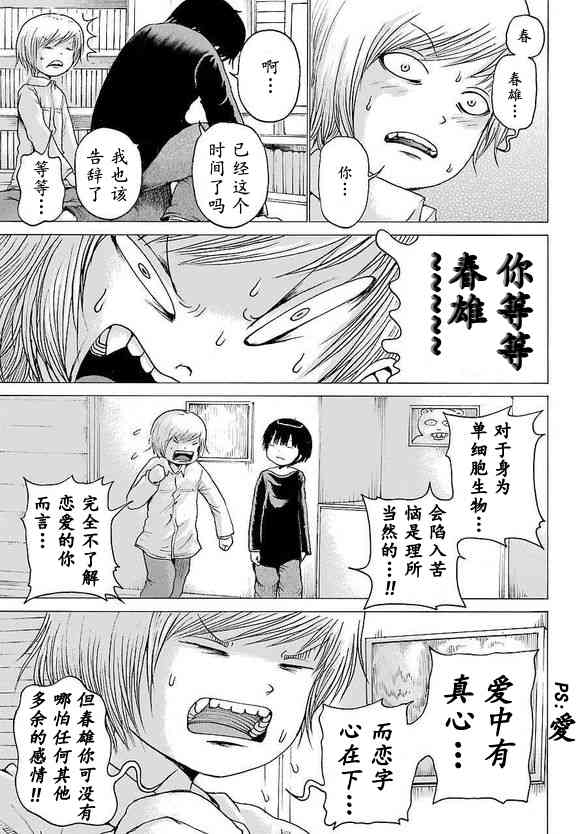 春
春雄…
你…
啊…
已经这个
时间了吗
我也该
告辞了
等等…
你等等
春雄~~~~~~
对于身为
单细胞生物…
会陷入苦
恼是理所
当然的…!!
完全不了解
恋爱的你
而言…
爱中有
真心…
而恋字
心在下…
但春雄你可没有
哪怕任何其他
多余的感情!!
PS：愛